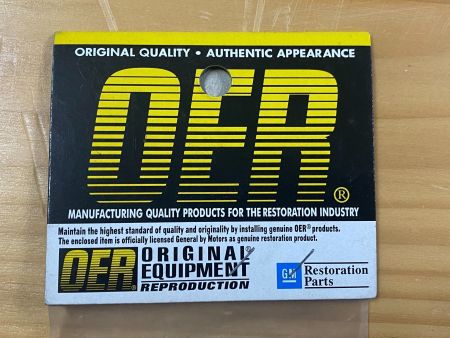 ORIGINAL QUALITY • AUTHENTIC APPEARANCE
OER®
MANUFACTURING QUALITY PRODUCTS FOR THE RESTORATION INDUSTRY
Maintain the highest standard of quality and originality by installing genuine OER® products.
The enclosed item is officially licensed General by Motors as genuine restoration product.
OER® ORIGINAL
EQUIPMENT
REPRODUCTION
GM Restoration
Parts